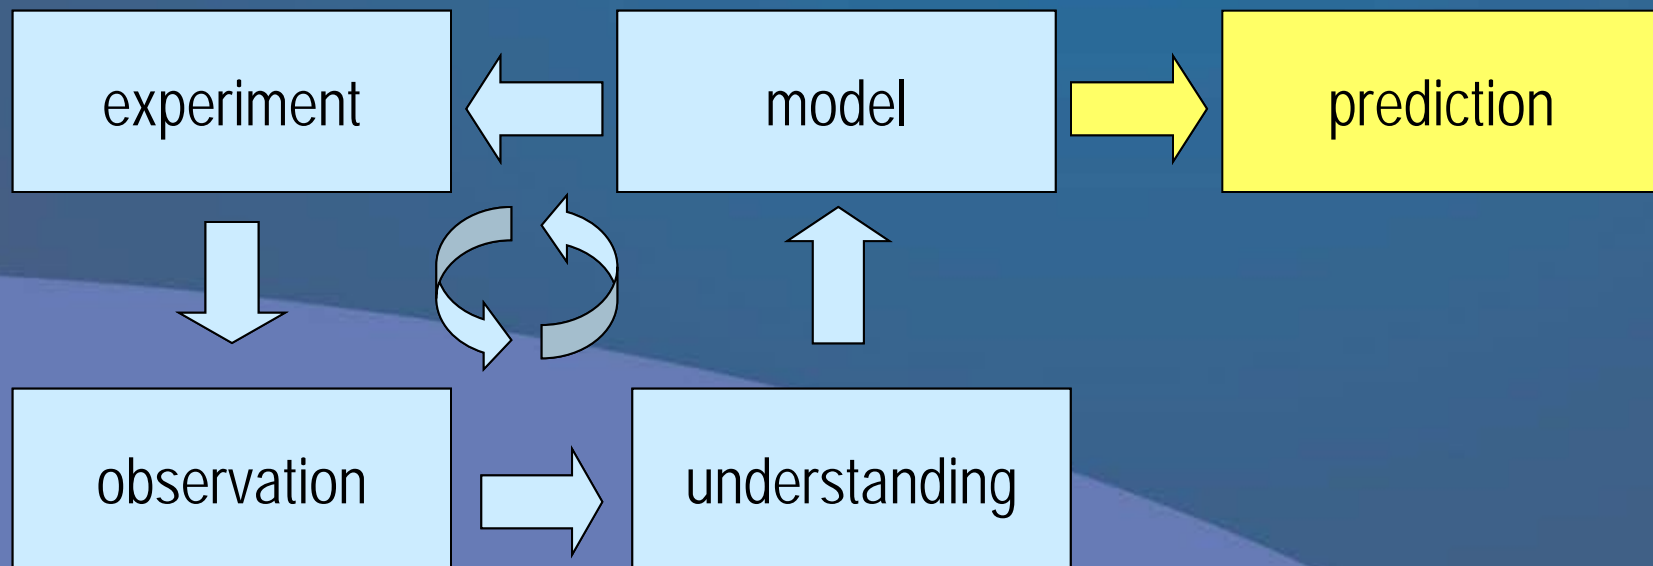 experiment
model
prediction
observation
understanding